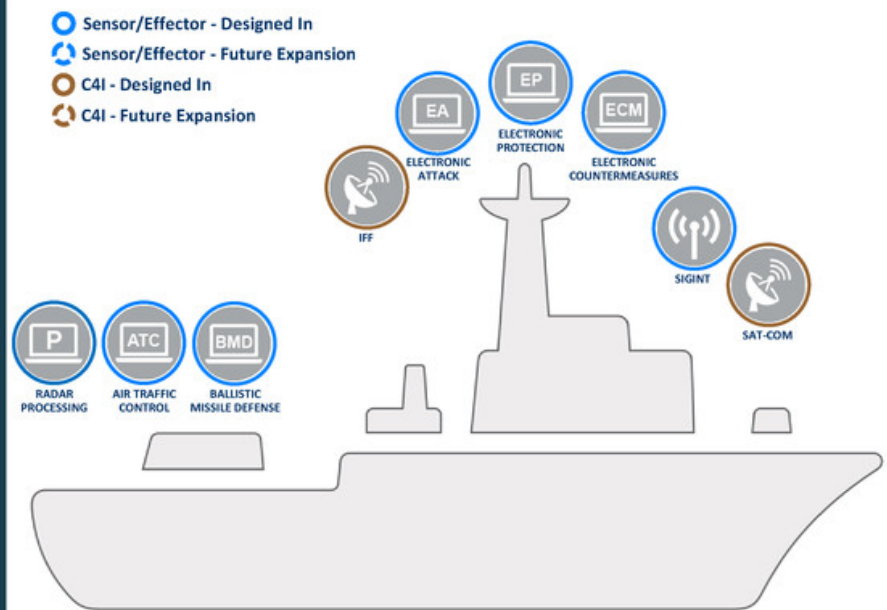 Sensor/Effector - Designed In
Sensor/Effector - Future Expansion
C4I - Designed In
C4I - Future Expansion
EP
ELECTRONIC
PROTECTION
EA
ELECTRONIC
ATTACK
ECM
ELECTRONIC
COUNTERMEASURES
IFF
SIGINT
SAT-COM
P
RADAR
PROCESSING
ATC
AIR TRAFFIC
CONTROL
BMD
BALLISTIC
MISSILE DEFENSE